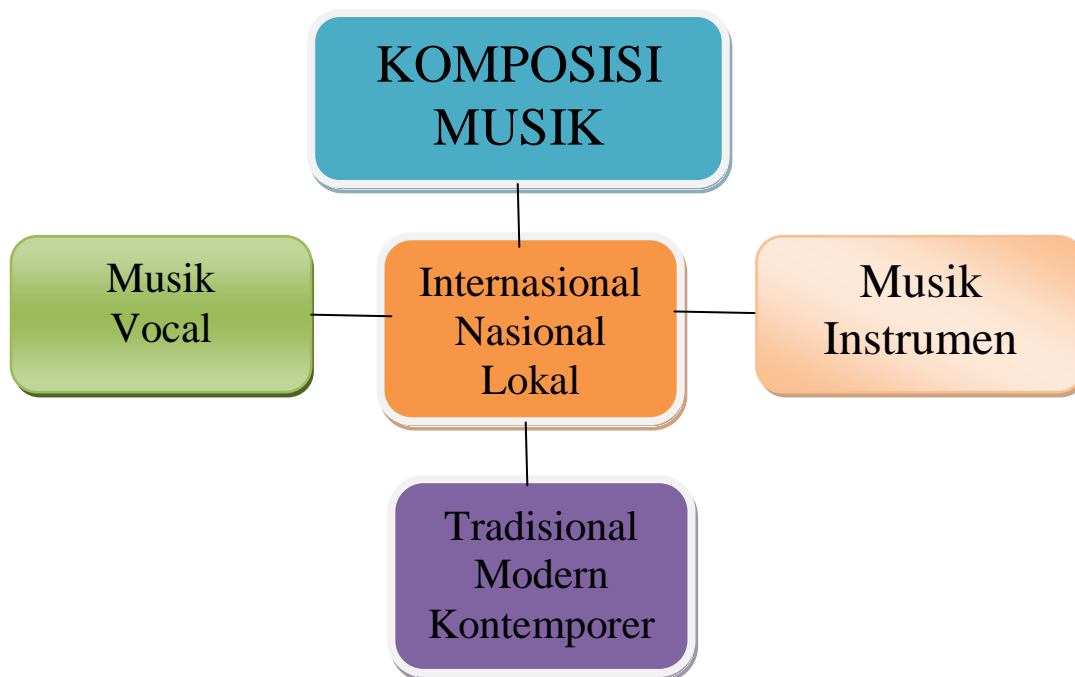 KOMPOSISI
MUSIK
Musik
Vocal
Internasional
Nasional
Lokal
Musik
Instrumen
Tradisional
Modern
Kontemporer